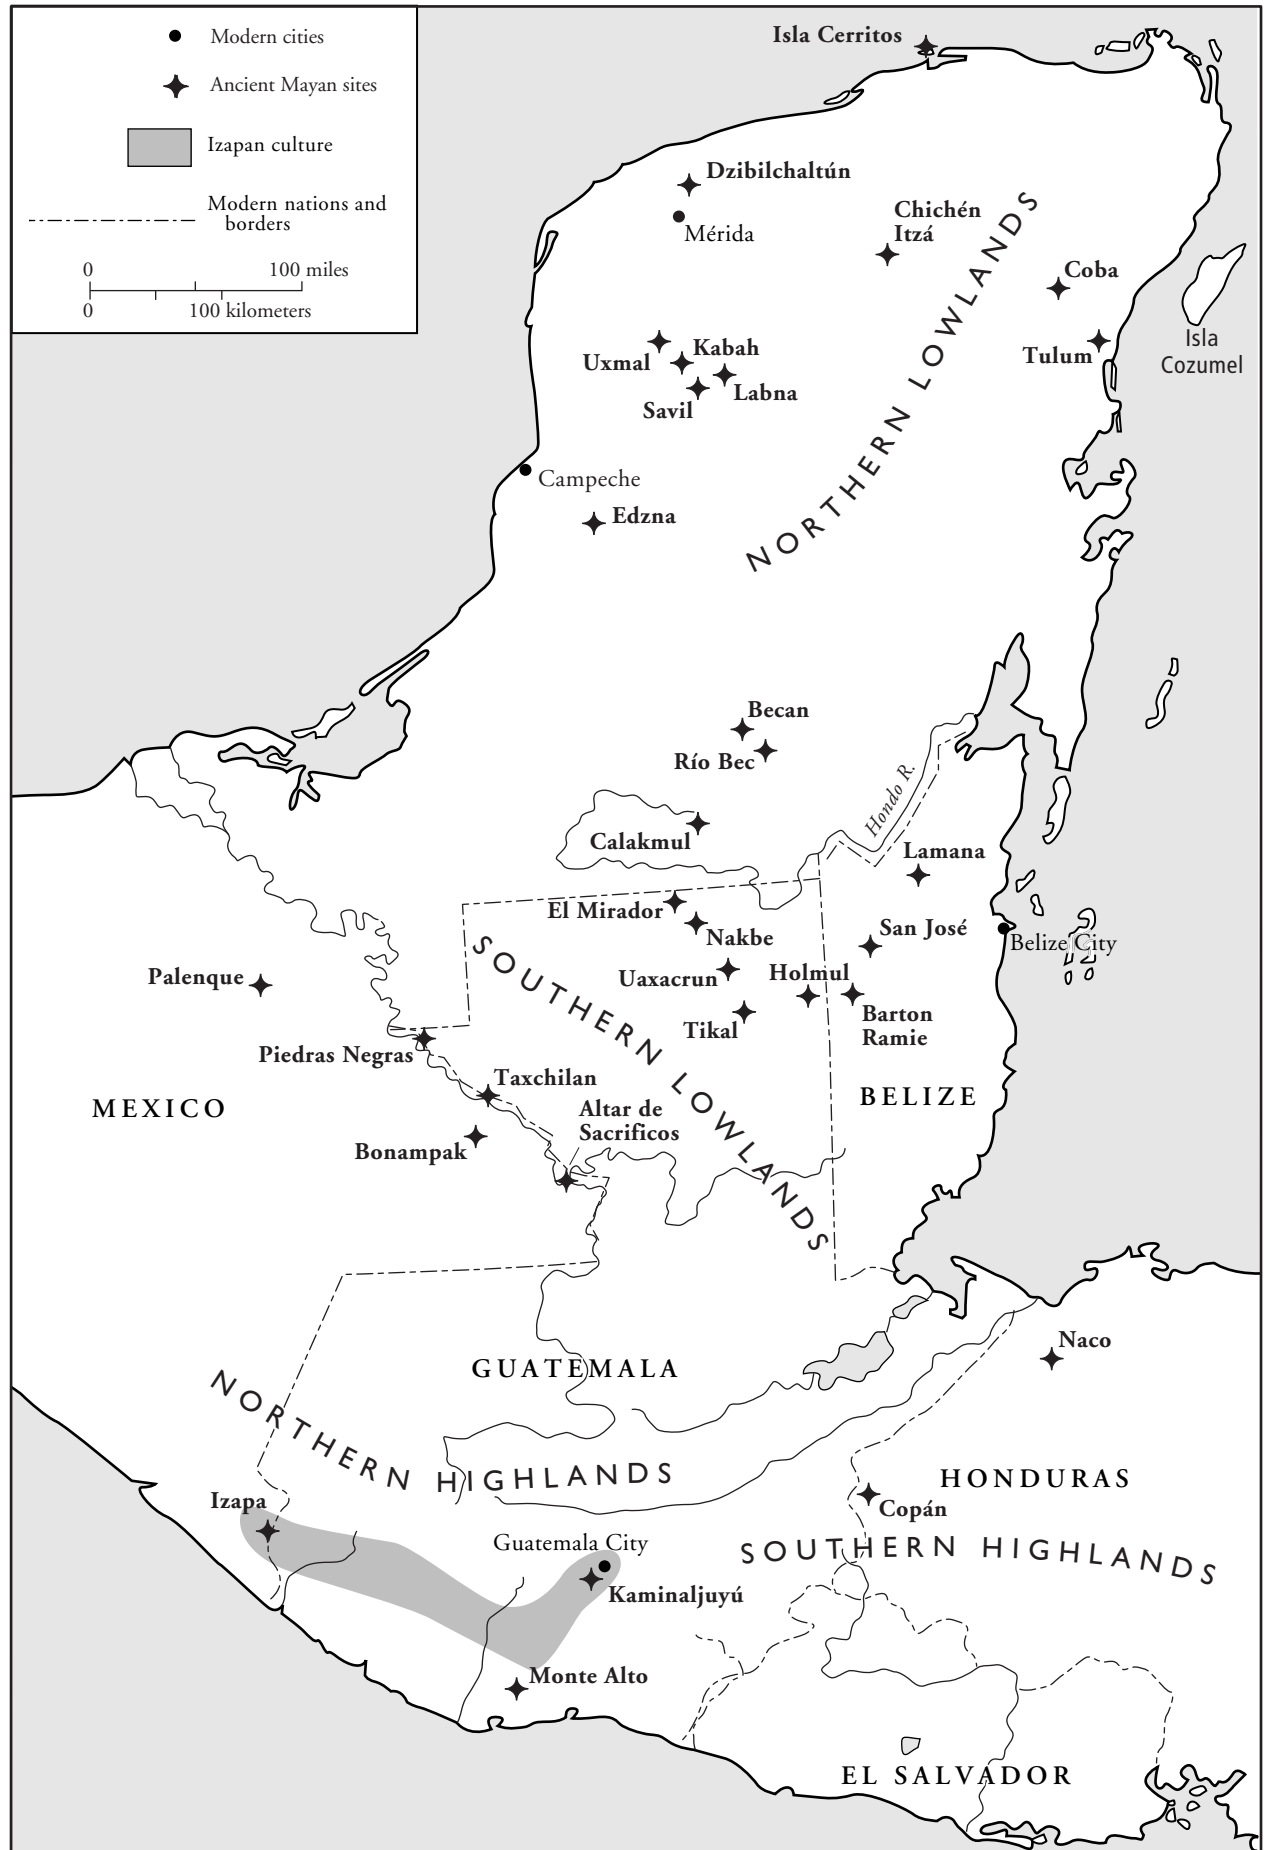 Modern cities
Ancient Mayan sites
Izapan culture
Modern nations and
borders
0
100 miles
0
100 kilometers
Isla Cerritos
Dzibilchaltún
Mérida
Chichén
Itzá
Coba
Tulum
Isla
Cozumel
Uxmal
Kabah
Labna
Savil
NORTHERN LOWLANDS
Campeche
Edzna
Becan
Río Bec
Hondo R.
Calakmul
Lamana
El Mirador
Nakbe
San José
Belize City
SOUTHERN LOWLANDS
Uaxacrun
Holmul
Palenque
Tikal
Barton
Ramie
Piedras Negras
Taxchilan
MEXICO
BELIZE
Altar de
Sacrificos
Bonampak
Naco
GUATEMALA
NORTHERN HIGHLANDS
HONDURAS
Izapa
Copán
Guatemala City
SOUTHERN HIGHLANDS
Kaminaljuyú
Monte Alto
EL SALVADOR